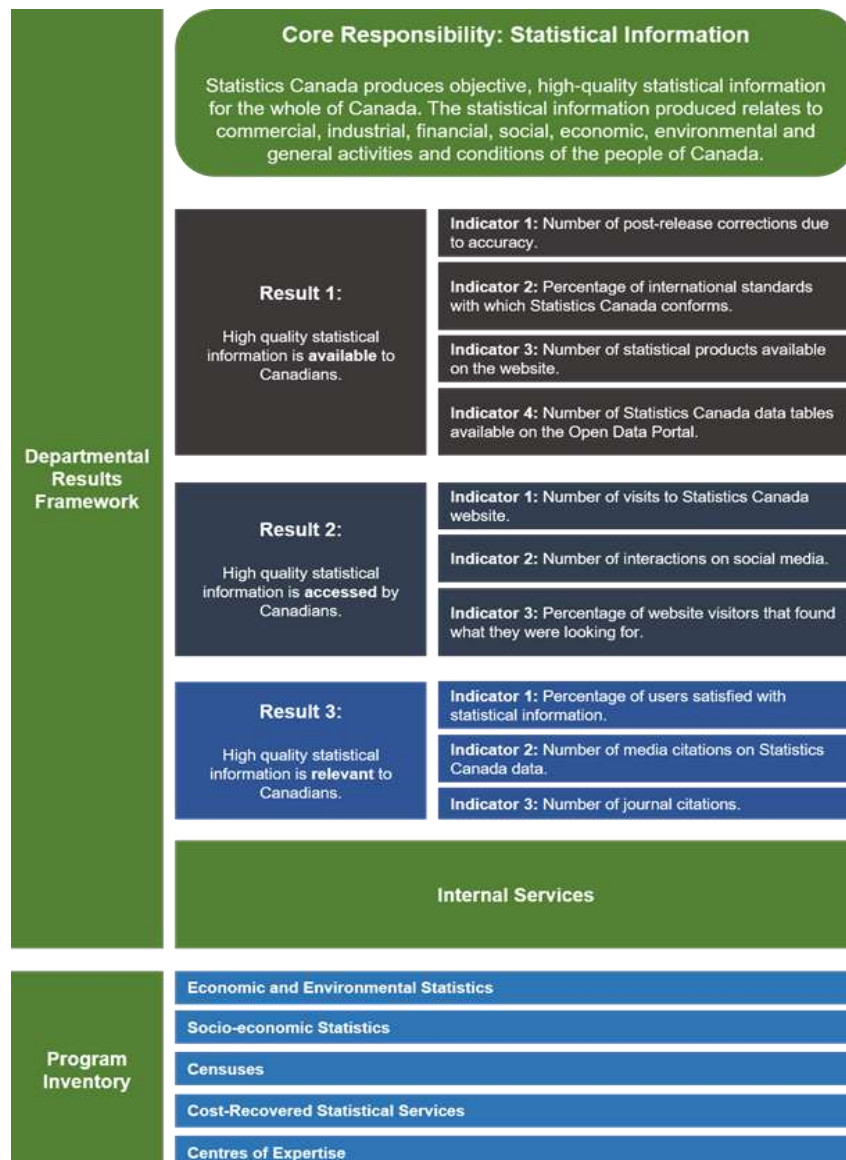 Core Responsibility: Statistical Information
Statistics Canada produces objective, high-quality statistical information
for the whole of Canada. The statistical information produced relates to
commercial, industrial, financial, social, economic, environmental and
general activities and conditions of the people of Canada.
Departmental
Results
Framework
Result 1:
High quality statistical
information is available to
Canadians.
Indicator 1: Number of post-release corrections due
to accuracy.
Indicator 2: Percentage of international standards
with which Statistics Canada conforms.
Indicator 3: Number of statistical products available
on the website.
Indicator 4: Number of Statistics Canada data tables
available on the Open Data Portal.
Result 2:
High quality statistical
information is accessed by
Canadians.
Indicator 1: Number of visits to Statistics Canada
website.
Indicator 2: Number of interactions on social media.
Indicator 3: Percentage of website visitors that found
what they were looking for.
Result 3:
High quality statistical
information is relevant to
Canadians.
Indicator 1: Percentage of users satisfied with
statistical information.
Indicator 2: Number of media citations on Statistics
Canada data.
Indicator 3: Number of journal citations.
Internal Services
Program
Inventory
Economic and Environmental Statistics
Socio-economic Statistics
Censuses
Cost-Recovered Statistical Services
Centres of Expertise